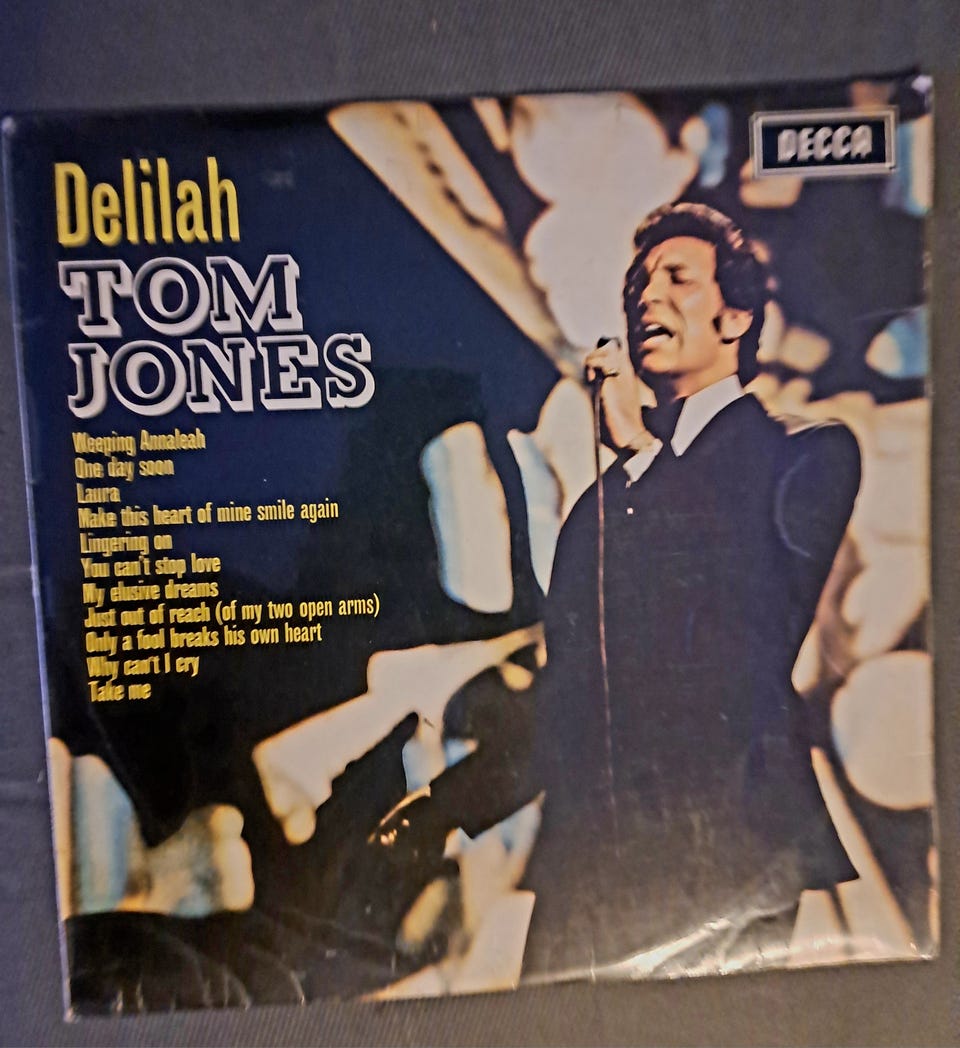 DECCA
Delilah
TOM
JONES
Weeping Annaleah
One day soon
Laura
Make this heart of mine smile again
Lingering on
You can't stop love
My elusive dreams
Just out of reach (of my two open arms)
Only a fool breaks his own heart
Why can't I cry
Take me